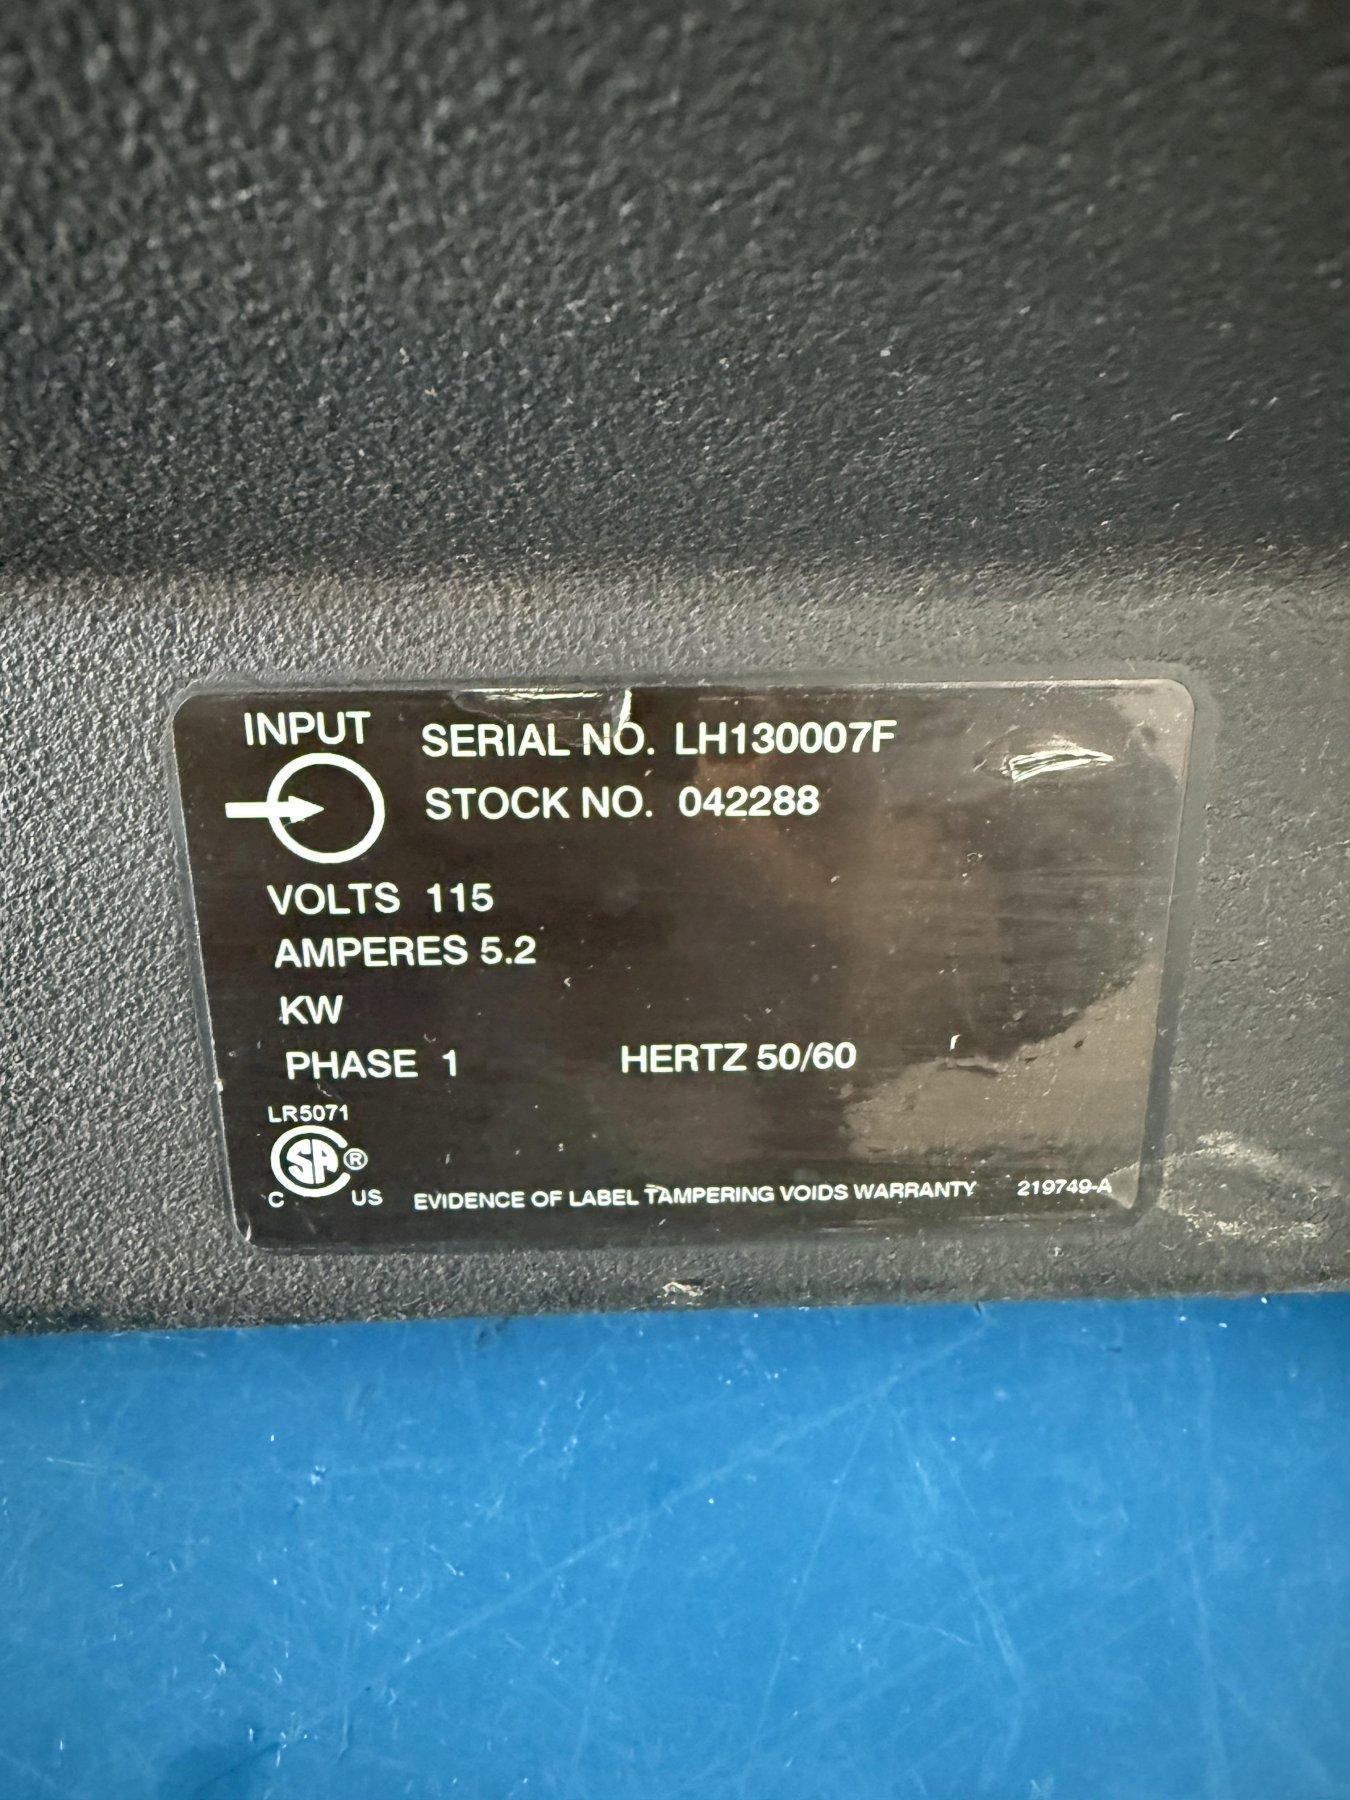 INPUT
SERIAL NO. LH130007F
STOCK NO. 042288
VOLTS 115
AMPERES 5.2
KW
PHASE 1 HERTZ 50/60
LR5071
SA ®
C US
EVIDENCE OF LABEL TAMPERING VOIDS WARRANTY 219749-A